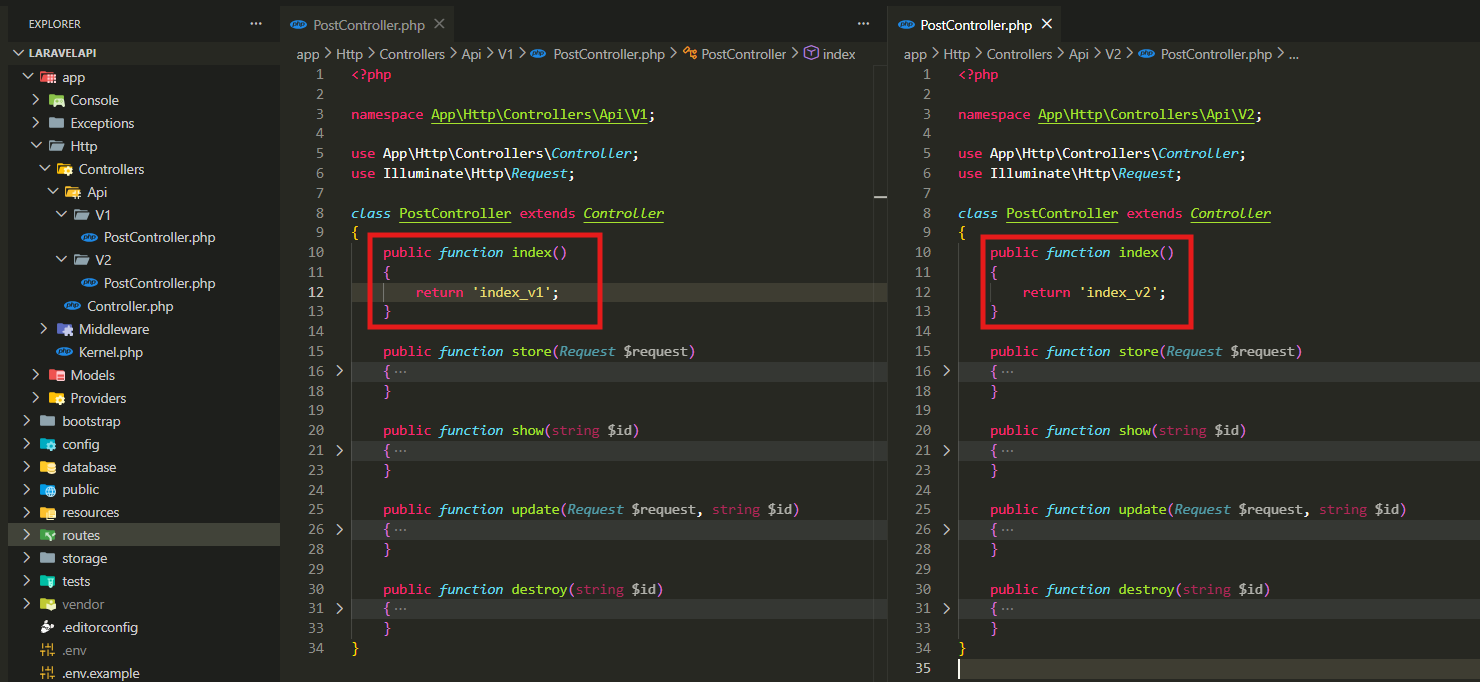 EXPLORER ...
LARAVELAPI
app
Console
Exceptions
Http
Controllers
Api
V1
php PostController.php
V2
php PostController.php
php Controller.php
Middleware
php Kernel.php
Models
Providers
bootstrap
config
database
public
resources
routes
storage
tests
vendor
.editorconfig
.env
.env.example
php PostController.php ...
app > Http > Controllers > Api > V1 > php PostController.php > PostController > index
1 <?php
2
3 namespace App\Http\Controllers\Api\V1;
4
5 use App\Http\Controllers\Controller;
6 use Illuminate\Http\Request;
7
8 class PostController extends Controller
9 {
10 public function index()
11 {
12 return 'index_v1';
13 }
14
15 public function store(Request $request)
16 { ...
18 }
19
20 public function show(string $id)
21 { ...
23 }
24
25 public function update(Request $request, string $id)
26 { ...
28 }
29
30 public function destroy(string $id)
31 { ...
33 }
34 }
php PostController.php
app > Http > Controllers > Api > V2 > php PostController.php > ...
1 <?php
2
3 namespace App\Http\Controllers\Api\V2;
4
5 use App\Http\Controllers\Controller;
6 use Illuminate\Http\Request;
7
8 class PostController extends Controller
9 {
10 public function index()
11 {
12 return 'index_v2';
13 }
14
15 public function store(Request $request)
16 { ...
18 }
19
20 public function show(string $id)
21 { ...
23 }
24
25 public function update(Request $request, string $id)
26 { ...
28 }
29
30 public function destroy(string $id)
31 { ...
33 }
34 }
35